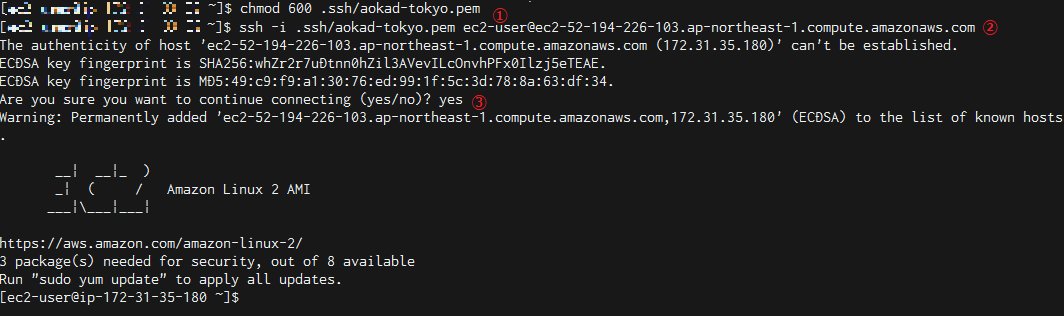 [ec2 ~]$ chmod 600 .ssh/aokad-tokyo.pem ①
~]$ ssh -i .ssh/aokad-tokyo.pem ec2-user@ec2-52-194-226-103.ap-northeast-1.compute.amazonaws.com ②
The authenticity of host 'ec2-52-194-226-103.ap-northeast-1.compute.amazonaws.com (172.31.35.180)' can't be established.
ECDSA key fingerprint is SHA256:whZr2r7uDtnn0hZil3AVevILcOnvhPFx0Ilzj5eTEAE.
ECDSA key fingerprint is MD5:49:c9:f9:a1:30:76:ed:99:1f:5c:3d:78:8a:63:df:34.
Are you sure you want to continue connecting (yes/no)? yes ③
Warning: Permanently added 'ec2-52-194-226-103.ap-northeast-1.compute.amazonaws.com,172.31.35.180' (ECDSA) to the list of known hosts
.
__|  __|_  )
_|  (     /   Amazon Linux 2 AMI
___|\___|___|
https://aws.amazon.com/amazon-linux-2/
3 package(s) needed for security, out of 8 available
Run "sudo yum update" to apply all updates.
[ec2-user@ip-172-31-35-180 ~]$